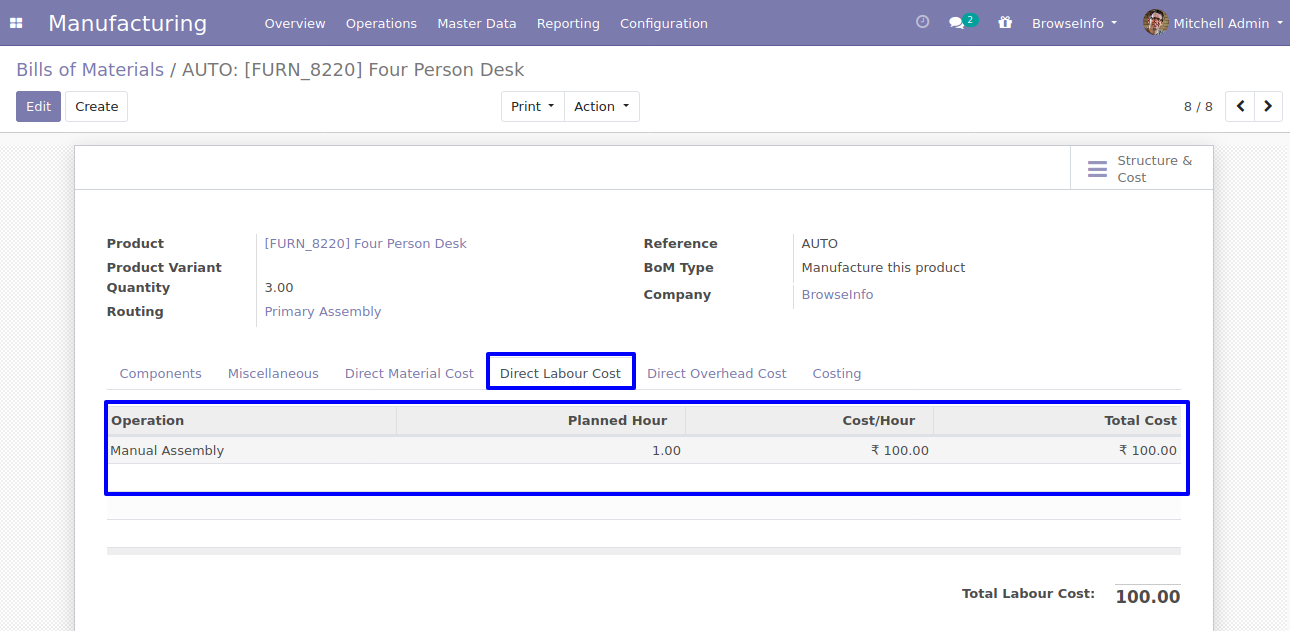 Manufacturing Overview Operations Master Data Reporting Configuration 2 BrowseInfo Mitchell Admin
Bills of Materials / AUTO: [FURN_8220] Four Person Desk
Edit Create Print Action 8 / 8
Structure &
Cost
Product [FURN_8220] Four Person Desk Reference AUTO
Product Variant BoM Type Manufacture this product
Quantity 3.00 Company BrowseInfo
Routing Primary Assembly
Components Miscellaneous Direct Material Cost Direct Labour Cost Direct Overhead Cost Costing
Operation Planned Hour Cost/Hour Total Cost
Manual Assembly 1.00 ₹ 100.00 ₹ 100.00
Total Labour Cost: 100.00